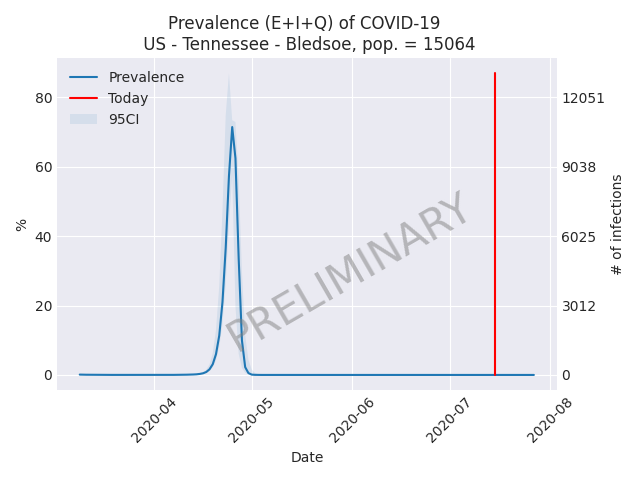 Prevalence (E+I+Q) of COVID-19
US - Tennessee - Bledsoe, pop. = 15064
Prevalence
Today
95CI
80
60
40
20
0
%
12051
9038
6025
3012
0
# of infections
PRELIMINARY
2020-04
2020-05
2020-06
2020-07
2020-08
Date